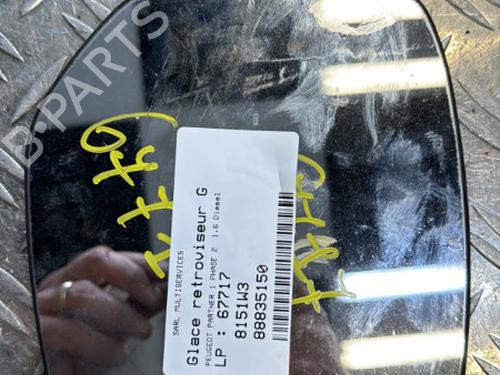 B-PARTS
SARL MULTISERVICES
Glace retroviseur G
PEUGEOT PARTNER 1 PHASE 2 1.6 Diesel
LP : 67717
8151W3
88835150